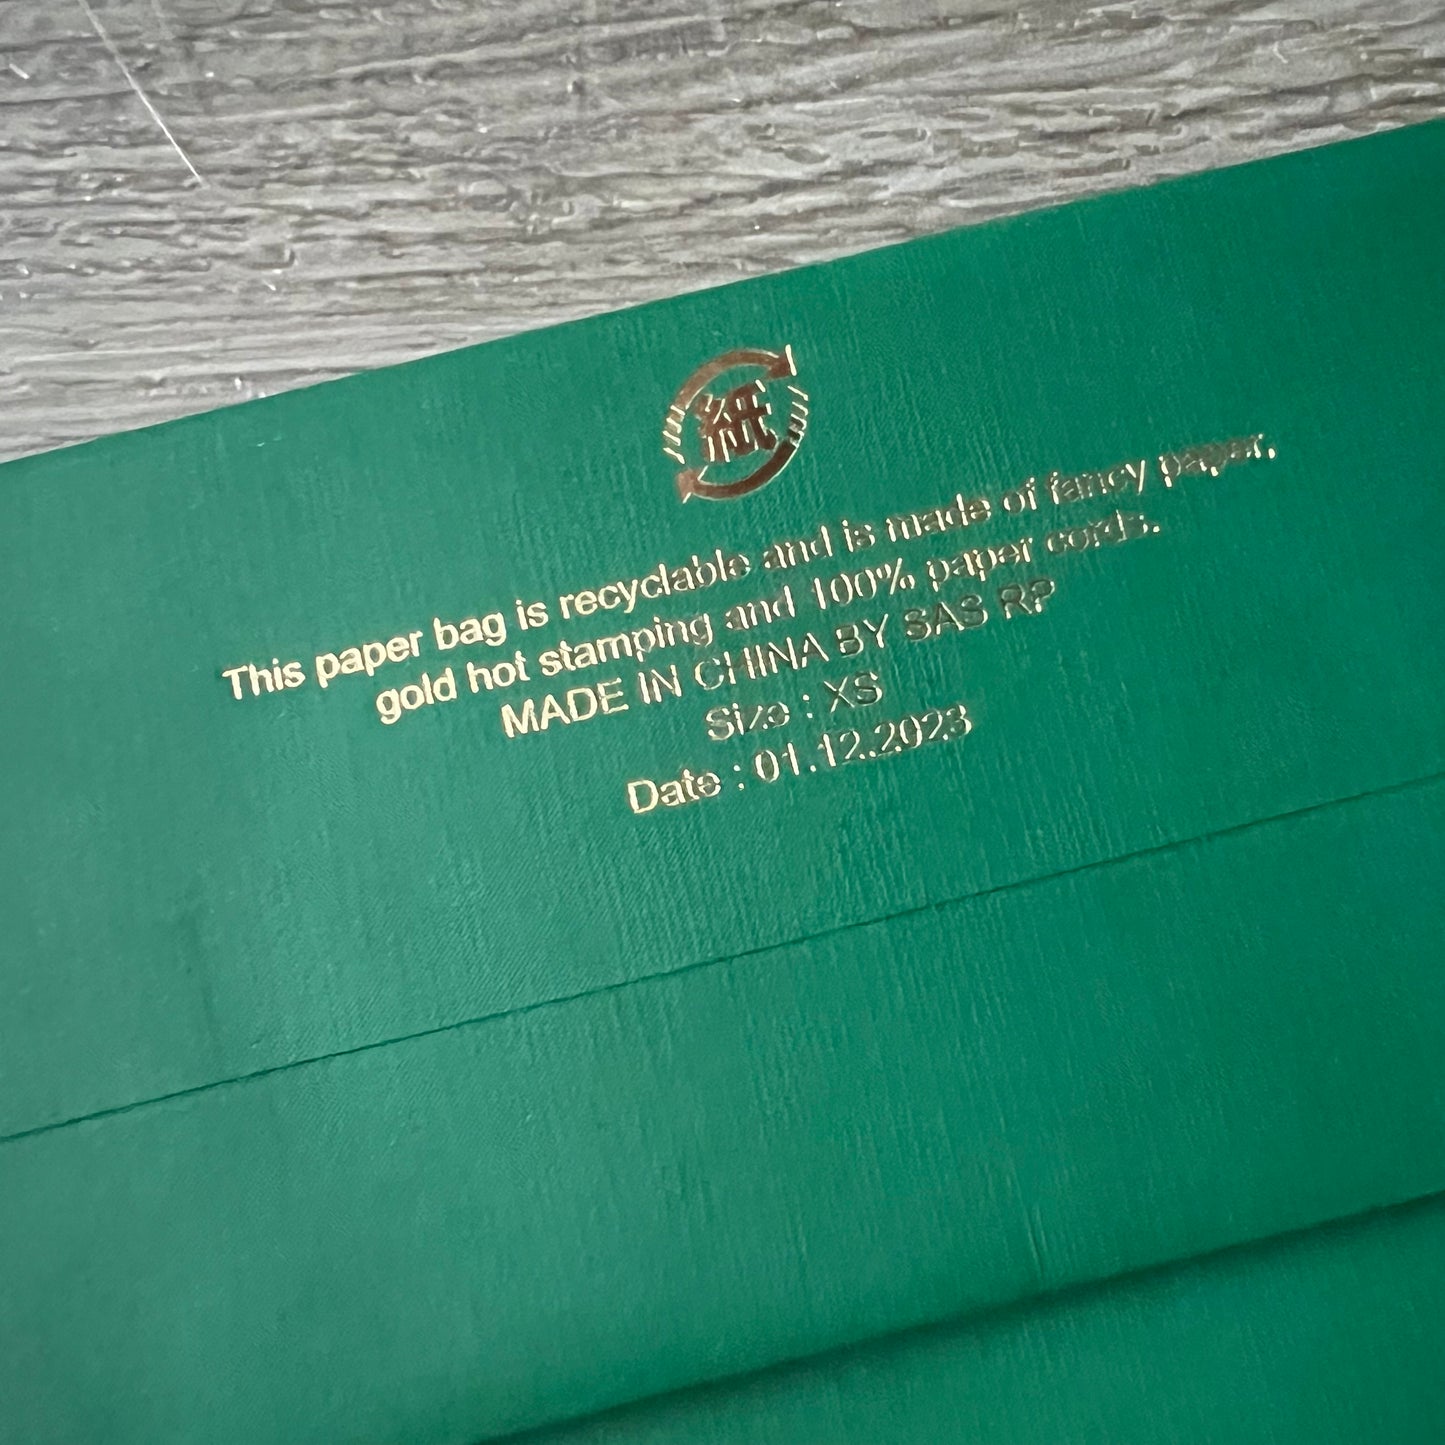 紙
This paper bag is recyclable and is made of fancy paper,
gold hot stamping and 100% paper cords.
MADE IN CHINA BY SAS RP
Size : XS
Date : 01.12.2023